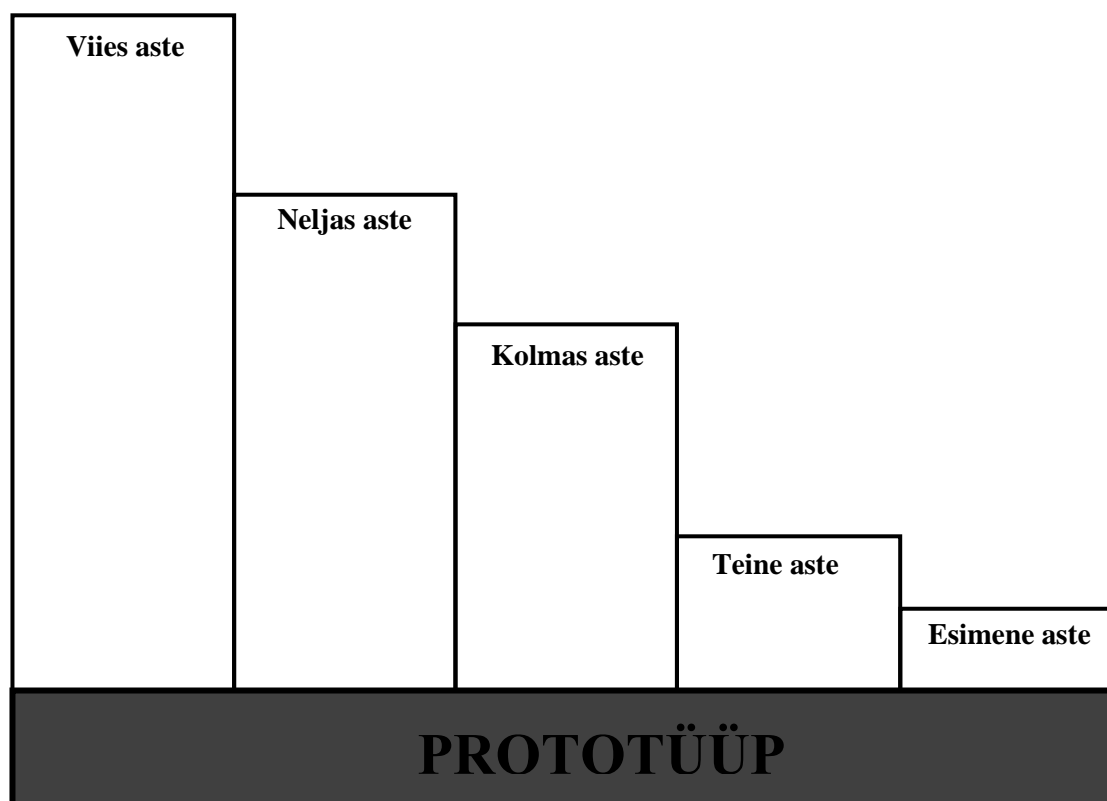 Viies aste
Neljas aste
Kolmas aste
Teine aste
Esimene aste
PROTOTÜÜP